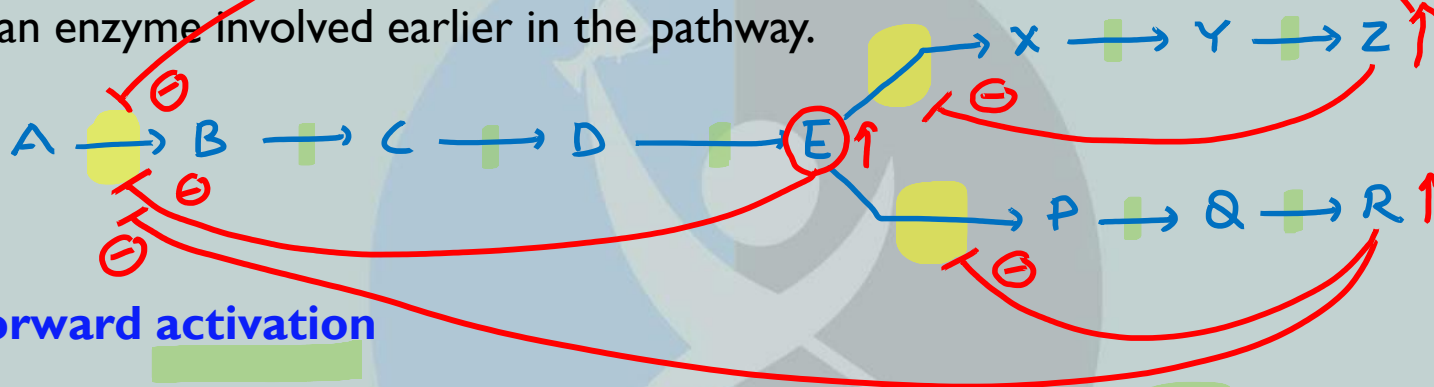 an enzyme involved earlier in the pathway.
X → Y → Z ↑
⊖ ⊖
A → B → C → D → E ↑
⊖
P → Q → R ↑
⊖ ⊖
orward activation